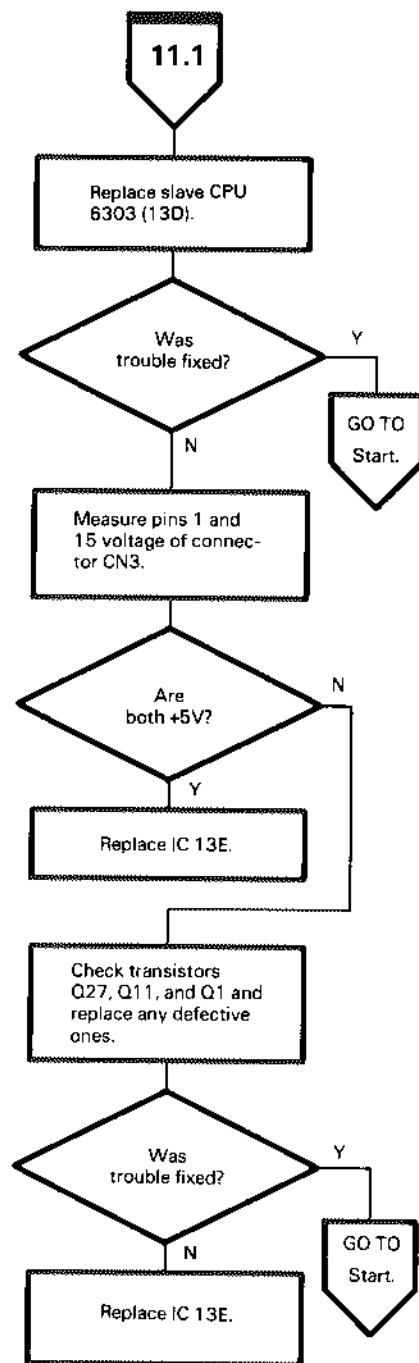 11.1
Replace slave CPU
6303 (13D).
Was
trouble fixed?
Y
GO TO
Start.
N
Measure pins 1 and
15 voltage of connec-
tor CN3.
Are
both +5V?
N
Y
Replace IC 13E.
Check transistors
Q27, Q11, and Q1 and
replace any defective
ones.
Was
trouble fixed?
Y
GO TO
Start.
N
Replace IC 13E.